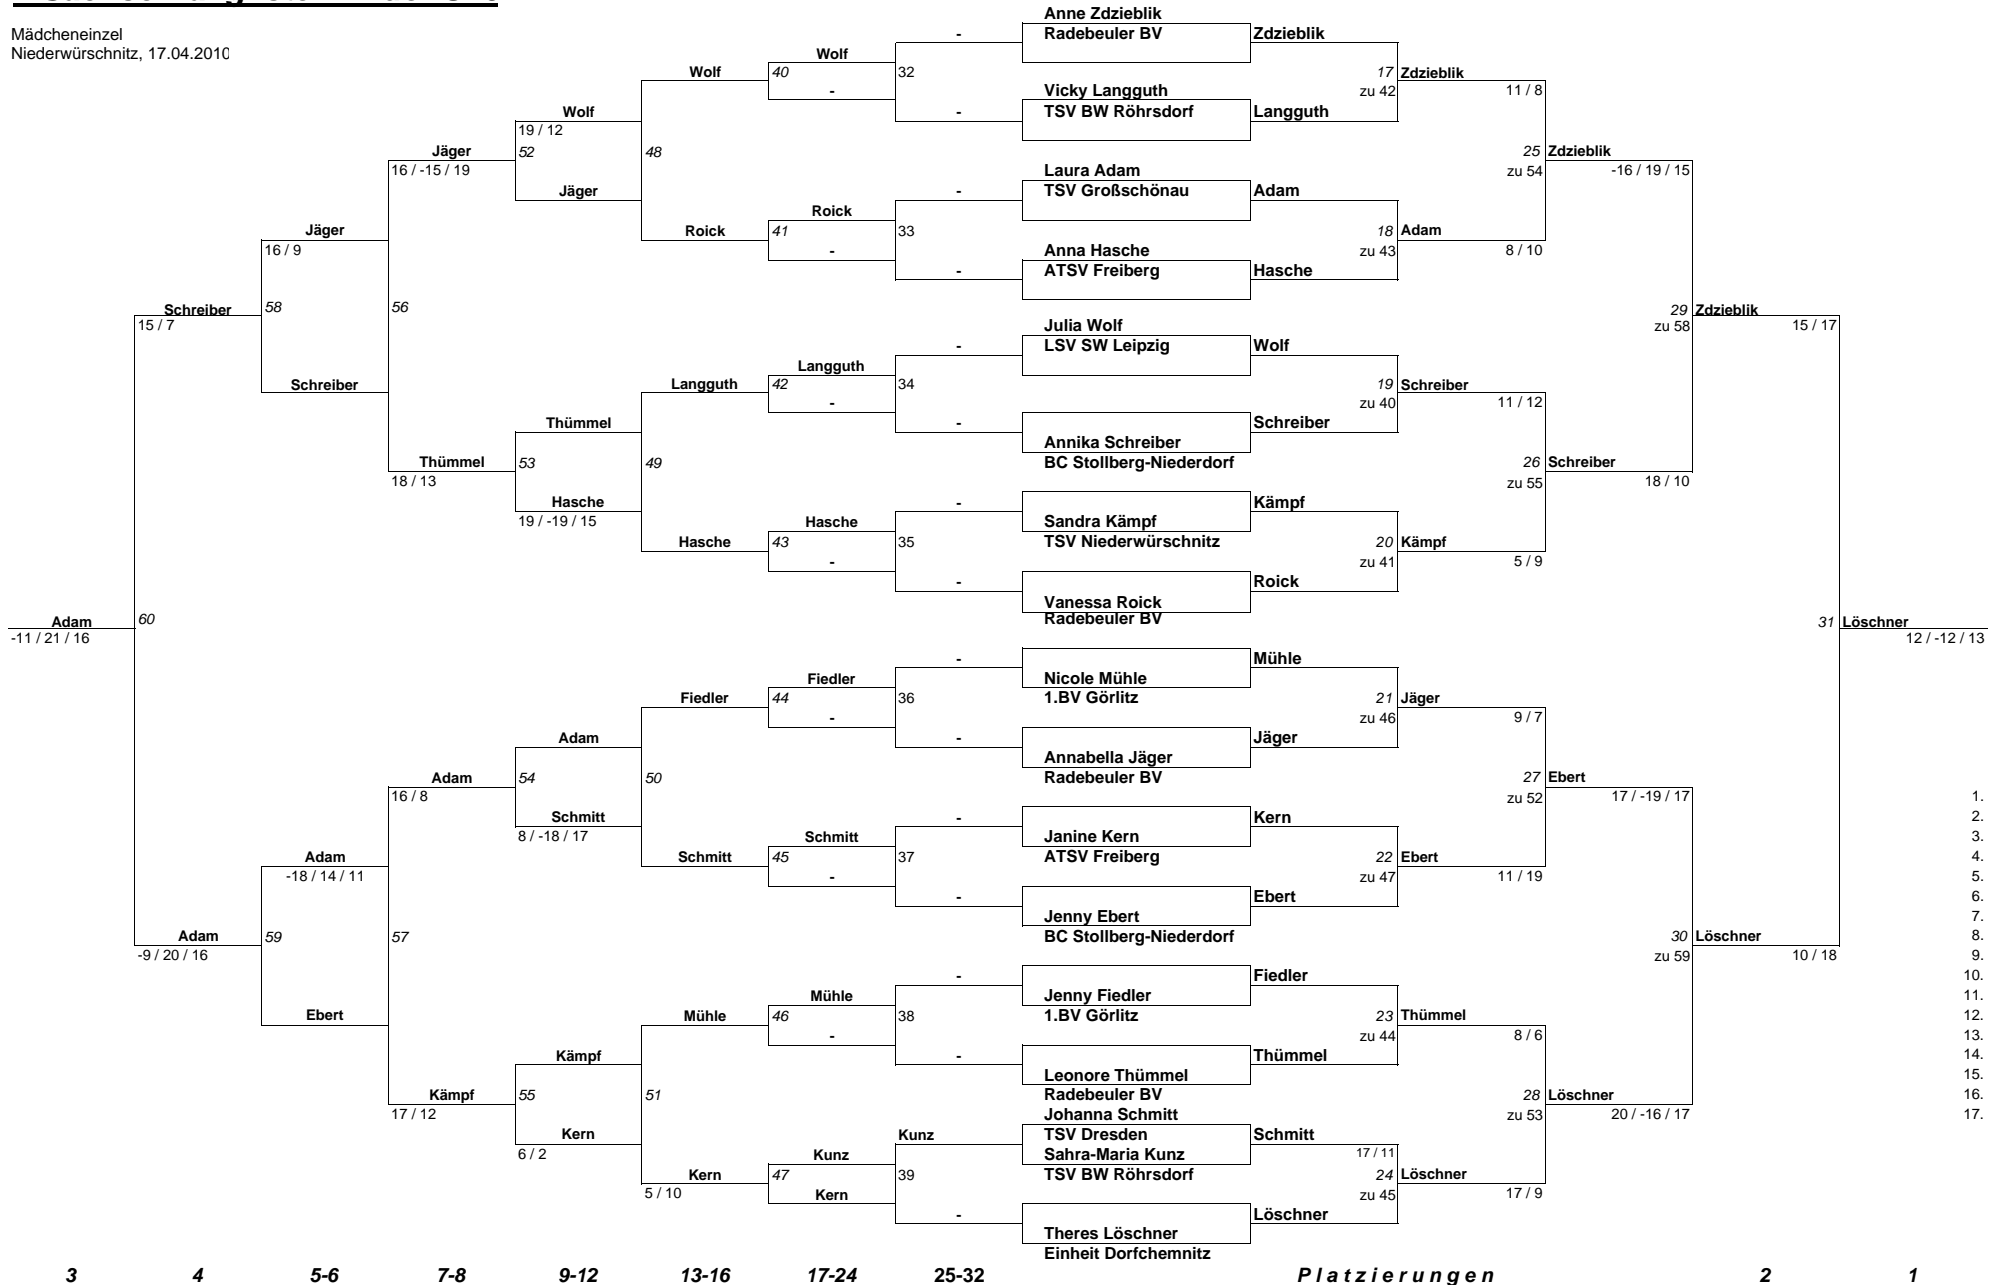 Mädcheneinzel
Niederwürschnitz, 17.04.2010
Anne Zdzieblik
- Radebeuler BV Zdzieblik
Wolf
Wolf 40 32 17 Zdzieblik
- Vicky Langguth zu 42 11 / 8
Wolf - TSV BW Röhrsdorf Langguth
19 / 12
Jäger 52 48 25 Zdzieblik
16 / -15 / 19 Laura Adam zu 54 -16 / 19 / 15
Jäger - TSV Großschönau Adam
Roick
Jäger Roick 41 33 18 Adam
16 / 9 - Anna Hasche zu 43 8 / 10
- ATSV Freiberg Hasche
Schreiber 58 56 29 Zdzieblik
15 / 7 Julia Wolf zu 58 15 / 17
- LSV SW Leipzig Wolf
Langguth
Schreiber Langguth 42 34 19 Schreiber
- zu 40 11 / 12
Thümmel - Schreiber
Annika Schreiber
Thümmel 53 49 BC Stollberg-Niederdorf 26 Schreiber
18 / 13 zu 55 18 / 10
Hasche - Kämpf
19 / -19 / 15 Hasche Sandra Kämpf
Hasche 43 35 TSV Niederwürschnitz 20 Kämpf
- zu 41 5 / 9
- Roick
Vanessa Roick
Adam 60 Radebeuler BV 31 Löschner
-11 / 21 / 16 12 / -12 / 13
- Mühle
Fiedler Nicole Mühle
Fiedler 44 36 1.BV Görlitz 21 Jäger
- zu 46 9 / 7
Adam - Jäger
Annabella Jäger
Adam 54 50 Radebeuler BV 27 Ebert
16 / 8 zu 52 17 / -19 / 17 1.
Schmitt - Kern 2.
8 / -18 / 17 Schmitt Janine Kern 3.
Adam Schmitt 45 37 ATSV Freiberg 22 Ebert 4.
-18 / 14 / 11 - zu 47 11 / 19 5.
- Ebert 6.
Jenny Ebert 7.
Adam 59 57 BC Stollberg-Niederdorf 30 Löschner 8.
-9 / 20 / 16 zu 59 10 / 18 9.
- Fiedler 10.
Mühle Jenny Fiedler 11.
Ebert Mühle 46 38 1.BV Görlitz 23 Thümmel 12.
- zu 44 8 / 6 13.
Kämpf - Thümmel 14.
Leonore Thümmel 15.
Kämpf 55 51 Radebeuler BV 28 Löschner 16.
17 / 12 Johanna Schmitt zu 53 20 / -16 / 17 17.
Kern Kunz TSV Dresden Schmitt
6 / 2 Kunz Sahra-Maria Kunz 17 / 11
Kern 47 39 TSV BW Röhrsdorf 24 Löschner
5 / 10 Kern zu 45 17 / 9
- Löschner
Theres Löschner
Einheit Dorfchemnitz
3 4 5-6 7-8 9-12 13-16 17-24 25-32 Platzierungen 2 1